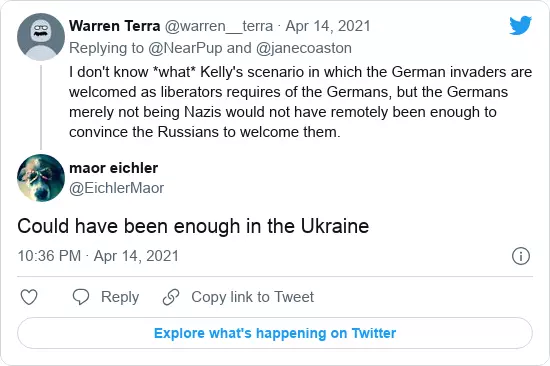 Warren Terra @warren__terra · Apr 14, 2021
Replying to @NearPup and @janecoaston
I don't know *what* Kelly's scenario in which the German invaders are
welcomed as liberators requires of the Germans, but the Germans
merely not being Nazis would not have remotely been enough to
convince the Russians to welcome them.
maor eichler
@EichlerMaor
Could have been enough in the Ukraine
10:36 PM · Apr 14, 2021
Reply
Copy link to Tweet
Explore what's happening on Twitter